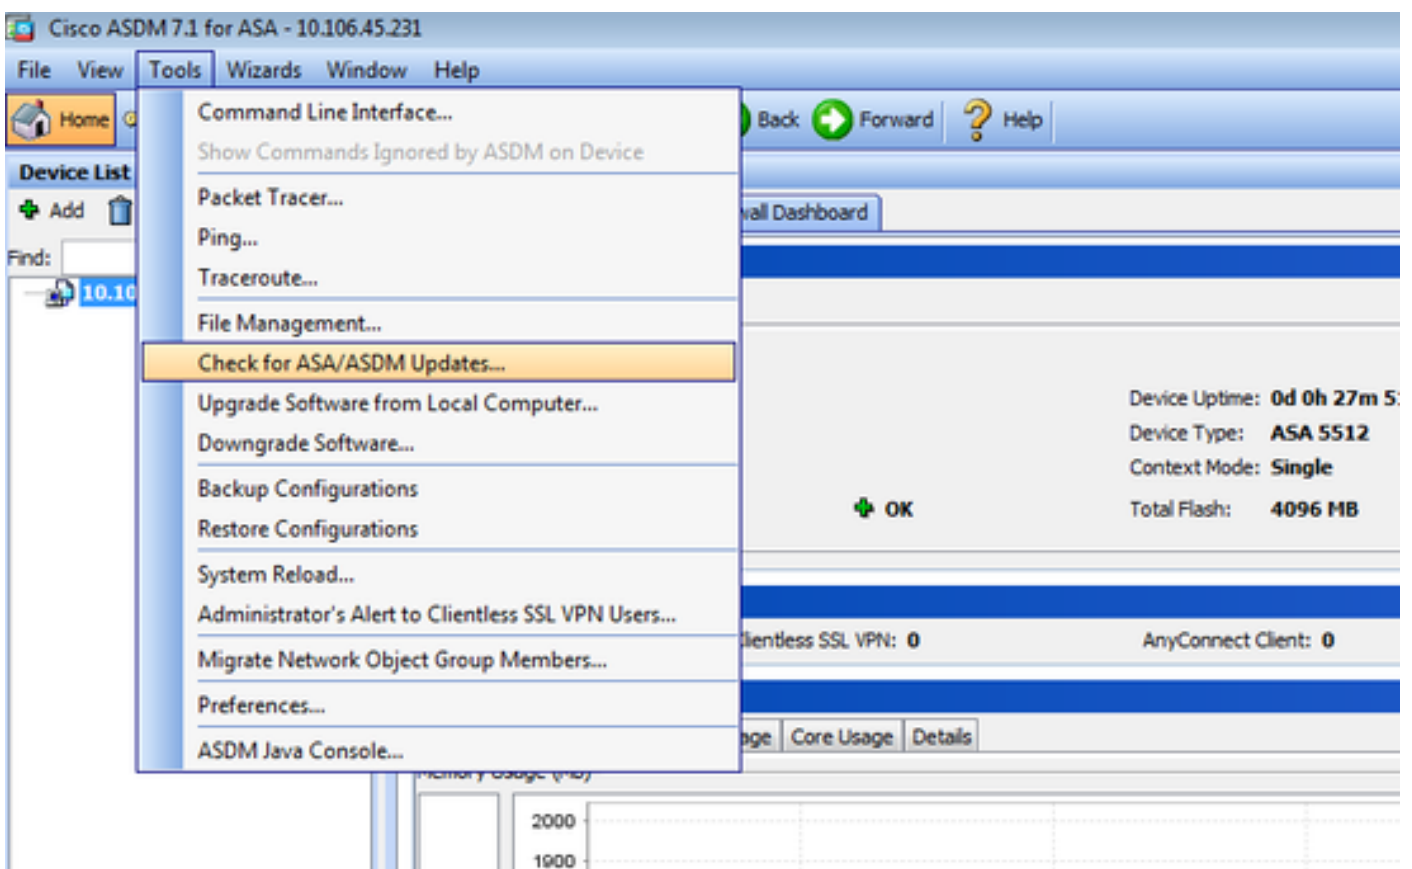 Cisco ASDM 7.1 for ASA - 10.106.45.231
File View Tools Wizards Window Help
Home Back Forward Help
Command Line Interface...
Show Commands Ignored by ASDM on Device
Device List
Packet Tracer...
Add Dashboard
Ping...
Find:
Traceroute...
10.10
File Management...
Check for ASA/ASDM Updates...
Upgrade Software from Local Computer...
Device Uptime: 0d 0h 27m 5
Downgrade Software...
Device Type: ASA 5512
Context Mode: Single
Backup Configurations
OK Total Flash: 4096 MB
Restore Configurations
System Reload...
Administrator's Alert to Clientless SSL VPN Users...
Clientless SSL VPN: 0 AnyConnect Client: 0
Migrate Network Object Group Members...
Preferences...
ASDM Java Console...
Core Usage Details
Memory Usage (MB)
2000
1900